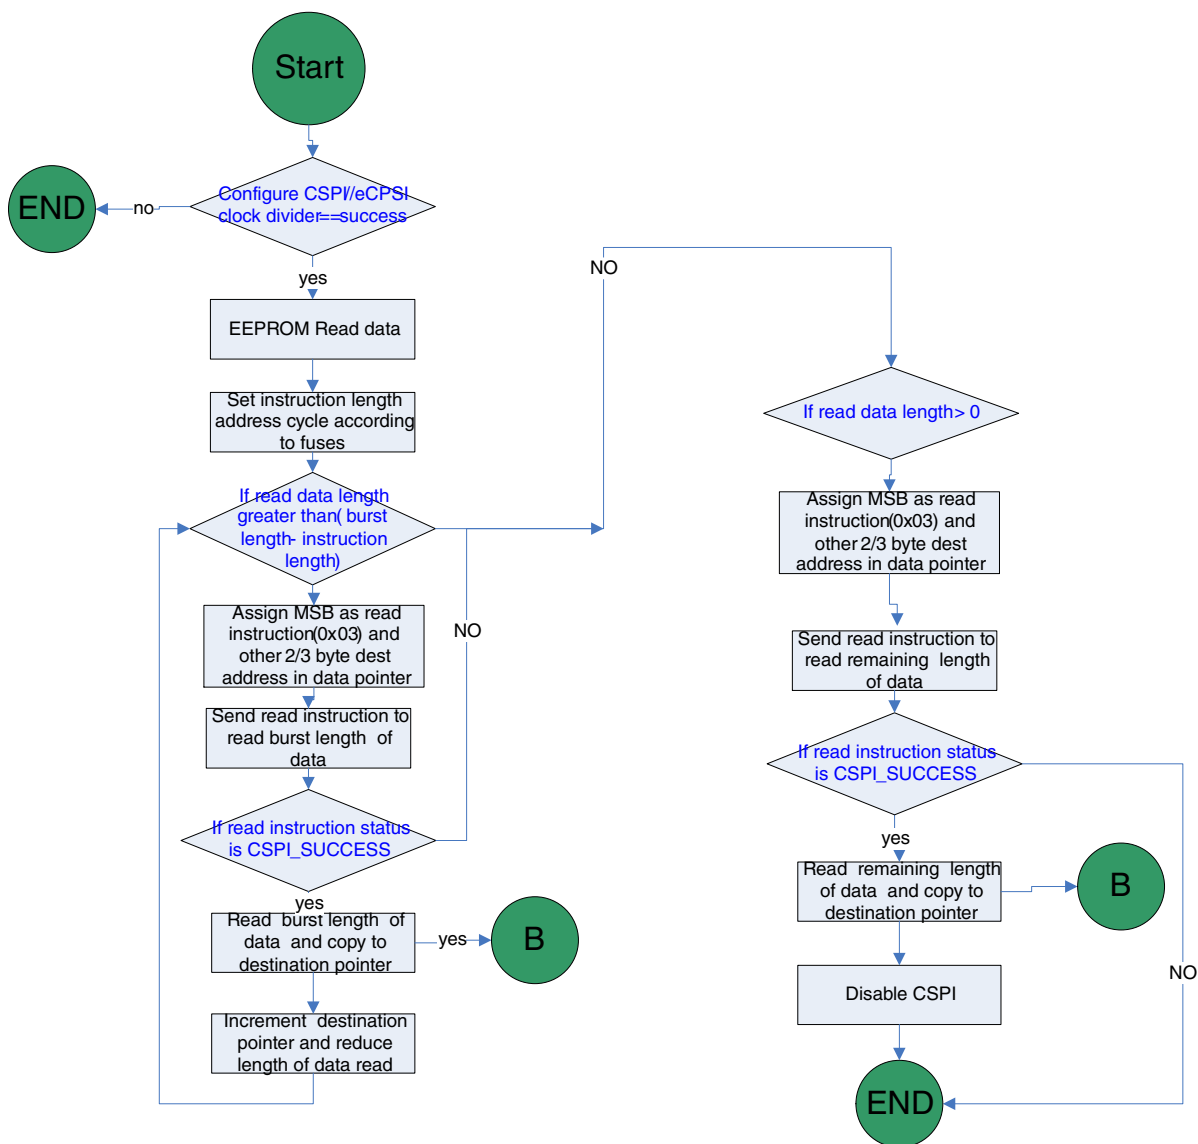 Start
Configure CSPI//eCPSI
clock divider==success
no
END
yes
EEPROM Read data
Set instruction length
address cycle according
to fuses
If read data length
greater than( burst
length- instruction
length)
NO
Assign MSB as read
instruction(0x03) and
other 2/3 byte dest
address in data pointer
NO
Send read instruction to
read burst length of
data
If read instruction status
is CSPI_SUCCESS
yes
Read burst length of
data and copy to
destination pointer
yes
B
Increment destination
pointer and reduce
length of data read
If read data length> 0
Assign MSB as read
instruction(0x03) and
other 2/3 byte dest
address in data pointer
Send read instruction to
read remaining length
of data
If read instruction status
is CSPI_SUCCESS
yes
Read remaining length
of data and copy to
destination pointer
B
NO
Disable CSPI
END